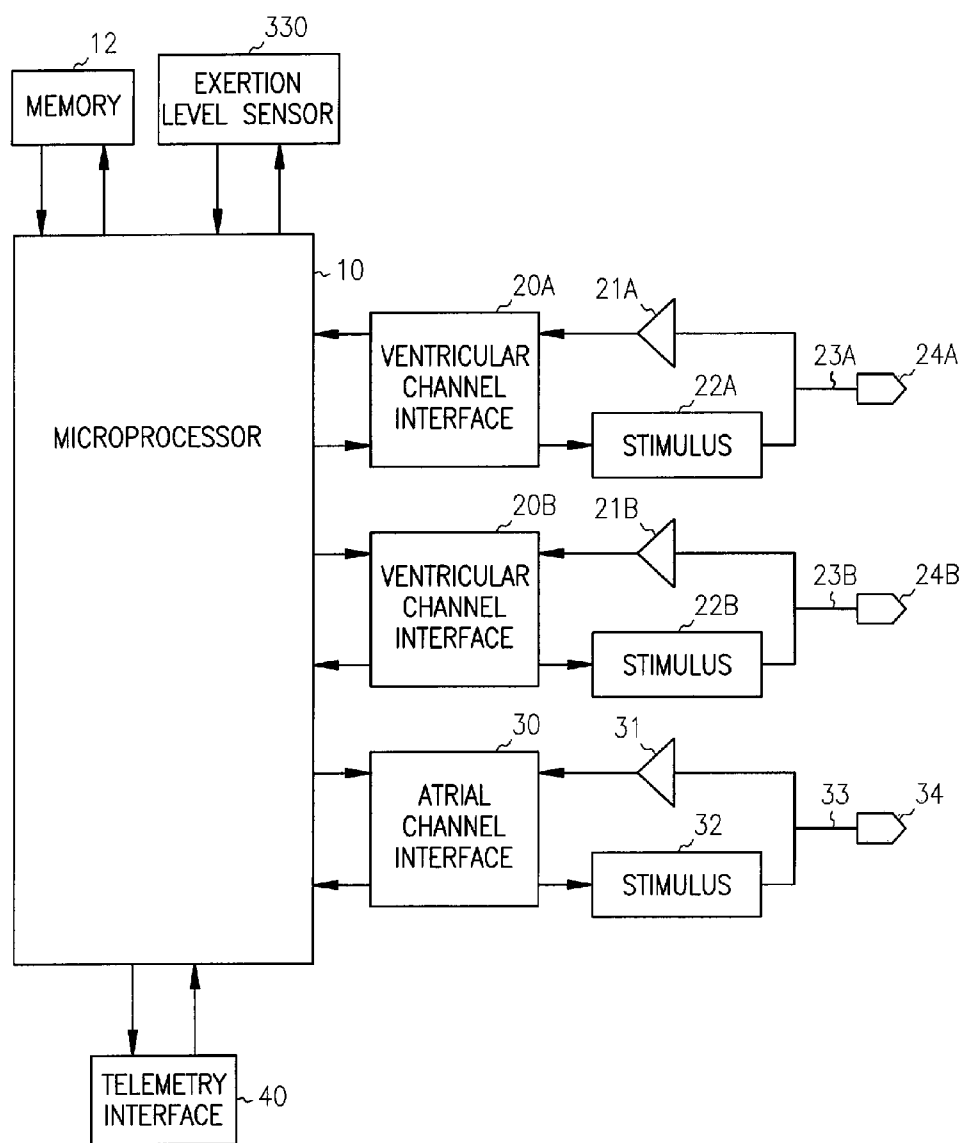 12
330
MEMORY
EXERTION
LEVEL SENSOR
10
MICROPROCESSOR
20A
21A
VENTRICULAR
CHANNEL
INTERFACE
22A
STIMULUS
23A
24A
20B
21B
VENTRICULAR
CHANNEL
INTERFACE
22B
STIMULUS
23B
24B
30
31
ATRIAL
CHANNEL
INTERFACE
32
STIMULUS
33
34
TELEMETRY
INTERFACE
40